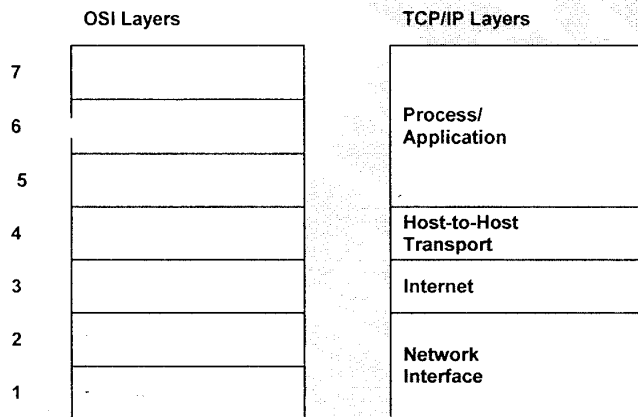 OSI Layers
TCP/IP Layers
7
6
Process/
Application
5
4
Host-to-Host
Transport
3
Internet
2
Network
Interface
1